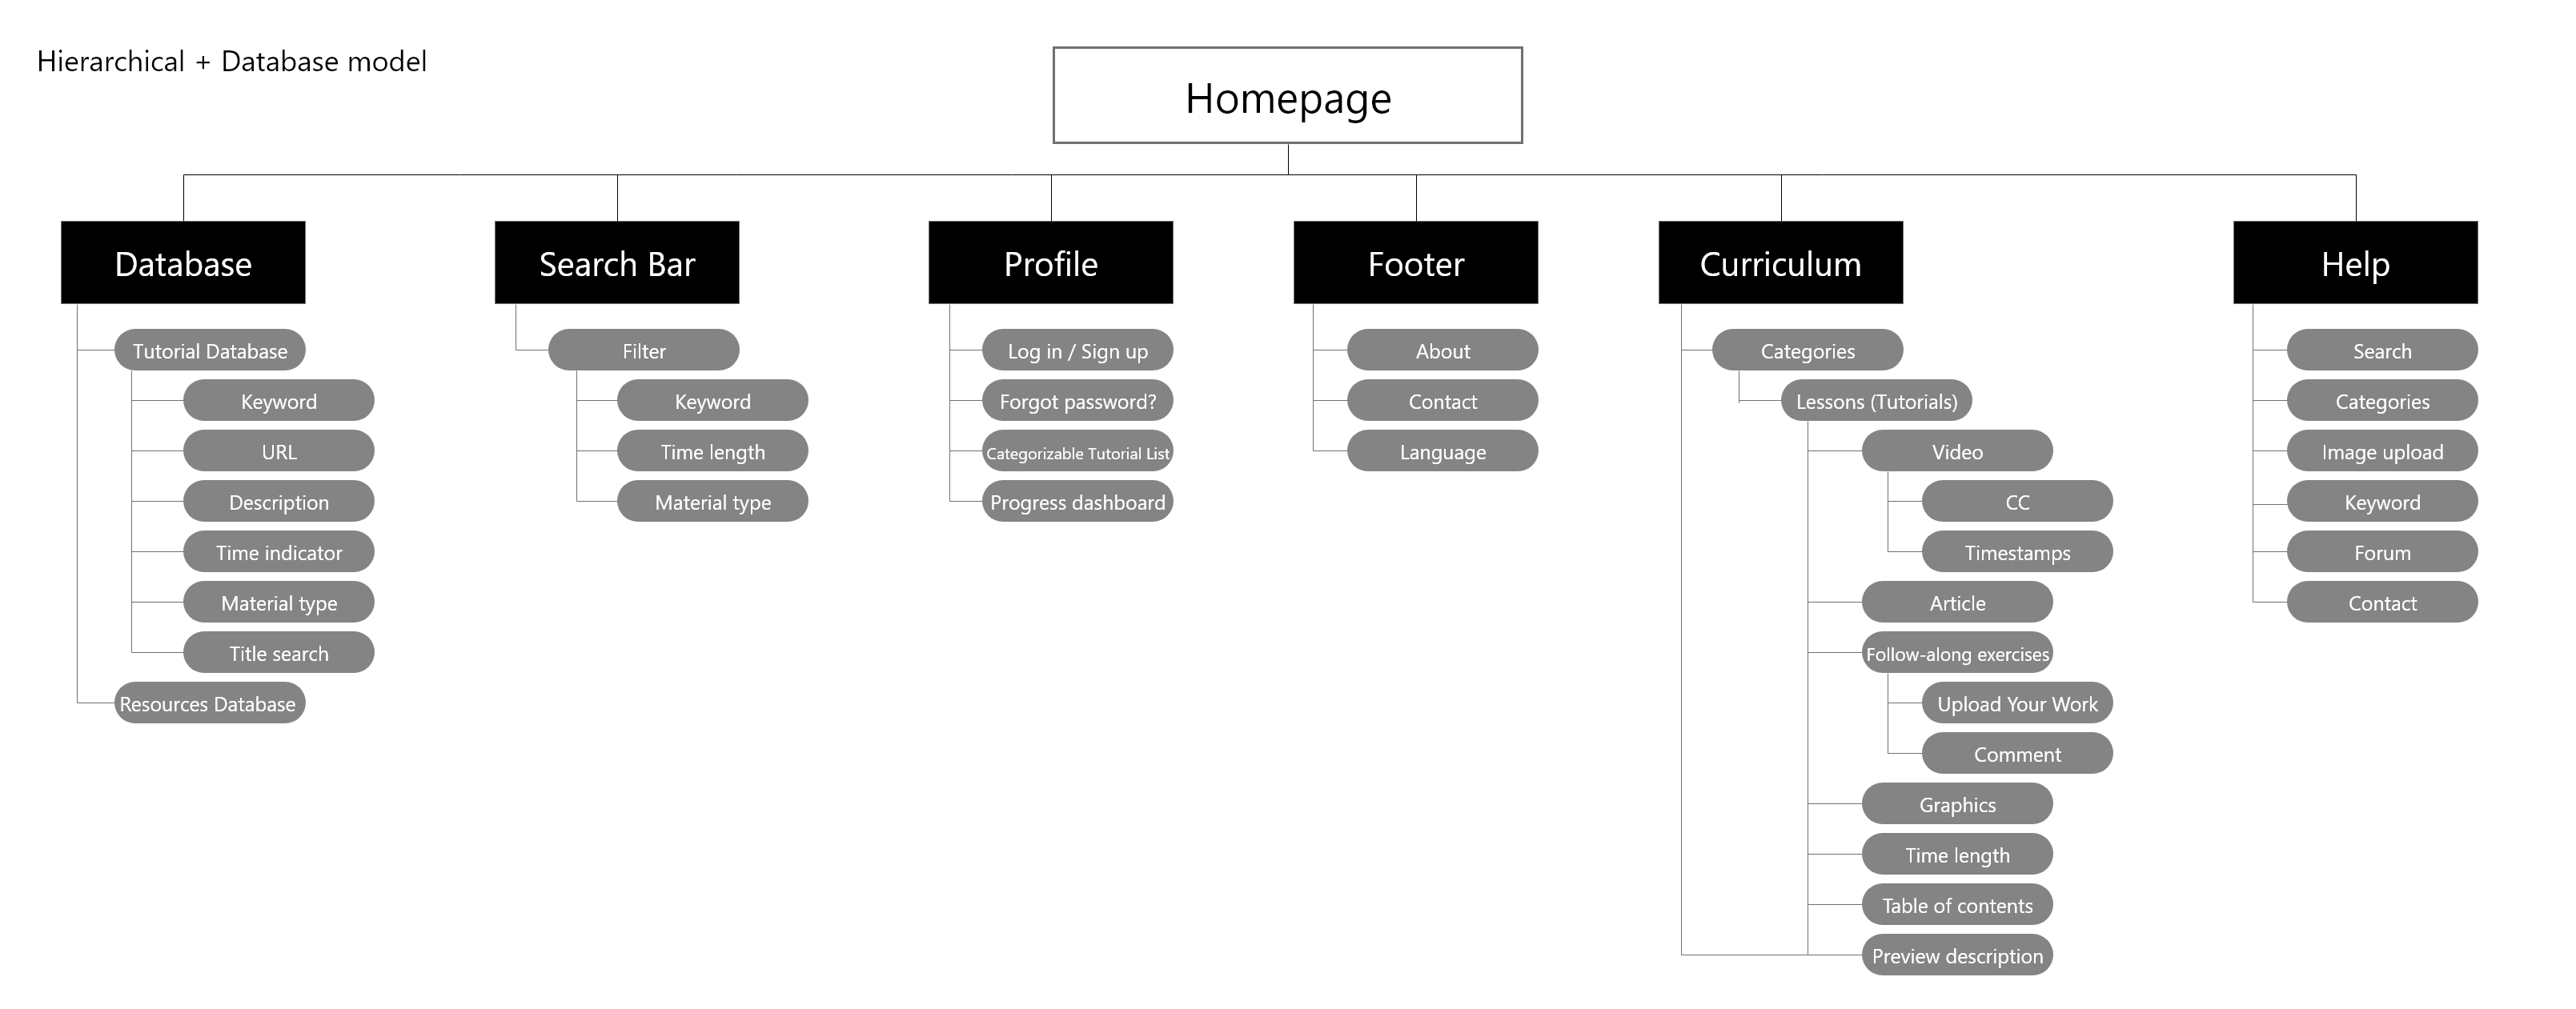 Hierarchical + Database model
Homepage
Database
Tutorial Database
Keyword
URL
Description
Time indicator
Material type
Title search
Resources Database
Search Bar
Filter
Keyword
Time length
Material type
Profile
Log in / Sign up
Forgot password?
Categorizable Tutorial List
Progress dashboard
Footer
About
Contact
Language
Curriculum
Categories
Lessons (Tutorials)
Video
CC
Timestamps
Article
Follow-along exercises
Upload Your Work
Comment
Graphics
Time length
Table of contents
Preview description
Help
Search
Categories
Image upload
Keyword
Forum
Contact